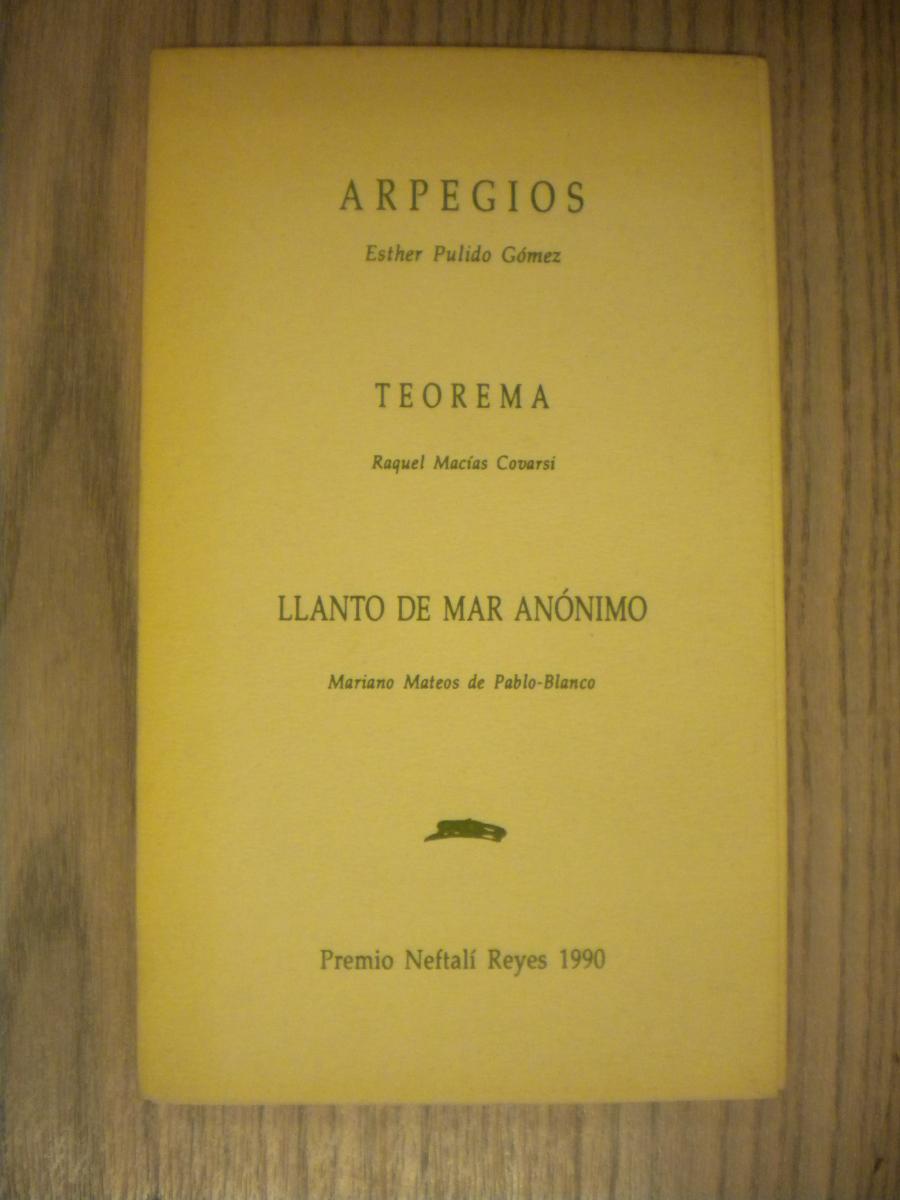 ARPEGIOS
Esther Pulido Gómez
TEOREMA
Raquel Macías Covarsi
LLANTO DE MAR ANÓNIMO
Mariano Mateos de Pablo-Blanco
Premio Neftalí Reyes 1990